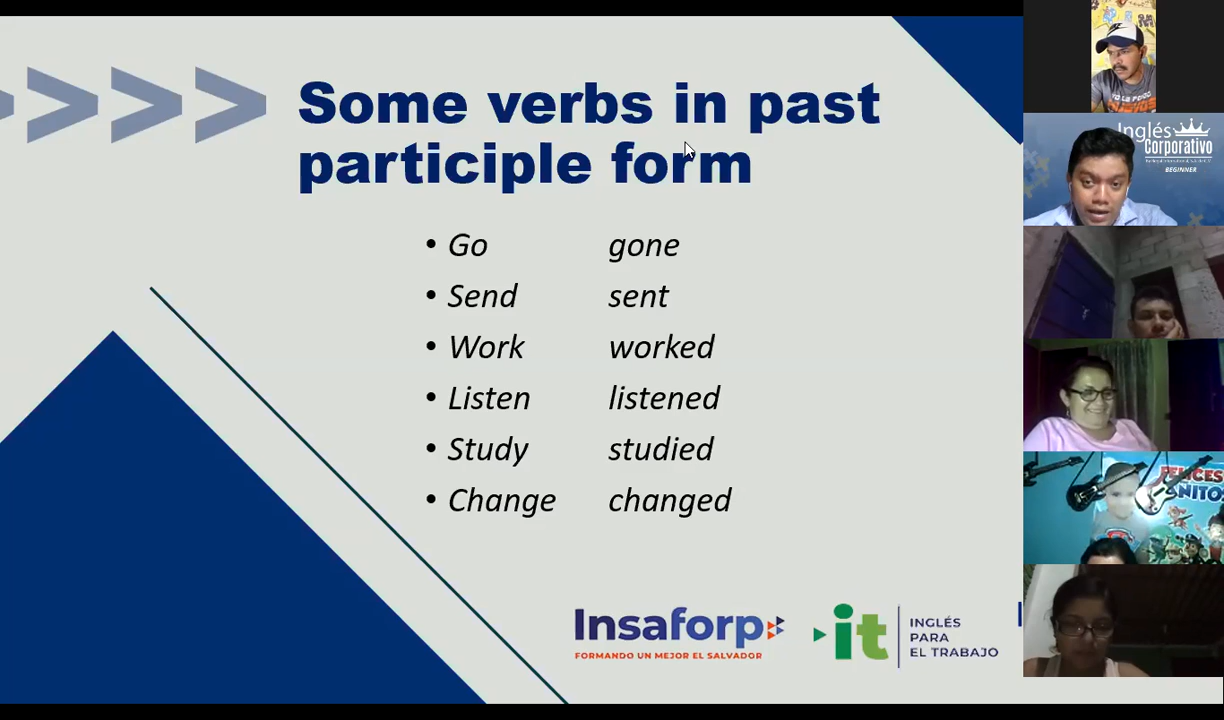 Some verbs in past
participle form
• Go gone
• Send sent
• Work worked
• Listen listened
• Study studied
• Change changed
Insaforp
FORMANDO UN MEJOR EL SALVADOR
it
INGLÉS
PARA
EL TRABAJO
Inglés
Corporativo
BEGINNER